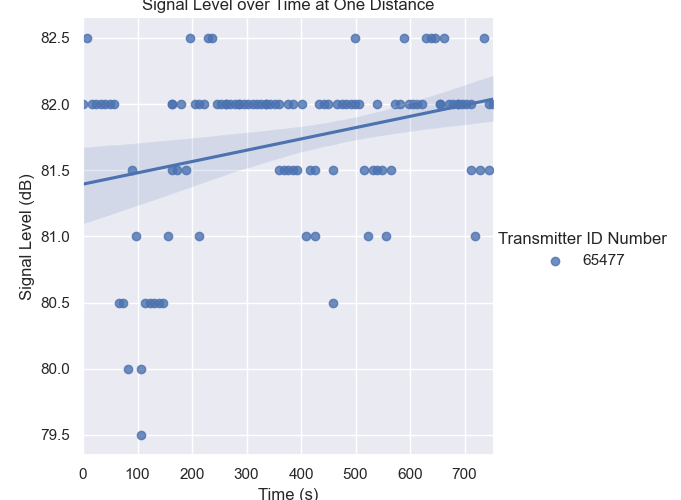 Signal Level over Time at One Distance
82.5
82.0
81.5
81.0
80.5
80.0
79.5
Signal Level (dB)
0 100 200 300 400 500 600 700
Time (s)
Transmitter ID Number
65477